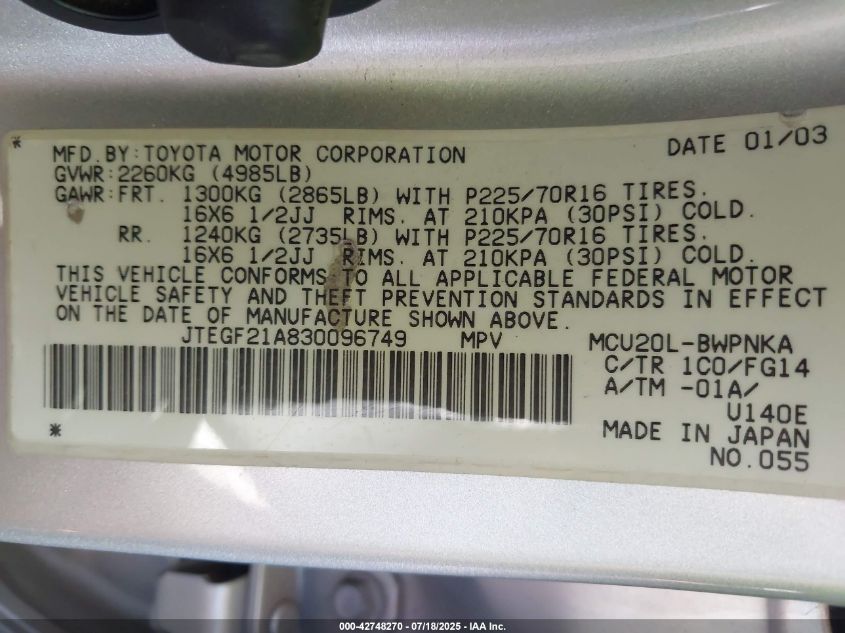 * DATE 01/03
MFD.BY:TOYOTA MOTOR CORPORATION
GVWR:2260KG (4985LB)
GAWR:FRT. 1300KG (2865LB) WITH P225/70R16 TIRES.
16X6 1/2JJ RIMS. AT 210KPA (30PSI) COLD.
RR. 1240KG (2735LB) WITH P225/70R16 TIRES.
16X6 1/2JJ RIMS. AT 210KPA (30PSI) COLD.
THIS VEHICLE CONFORMS TO ALL APPLICABLE FEDERAL MOTOR
VEHICLE SAFETY AND THEFT PREVENTION STANDARDS IN EFFECT
ON THE DATE OF MANUFACTURE SHOWN ABOVE.
JTEGF21A830096749 MPV MCU20L-BWPNKA
C/TR 1C0/FG14
A/TM -01A/
U140E
* MADE IN JAPAN
NO.055
000-42748270 - 07/18/2025 - IAA Inc.